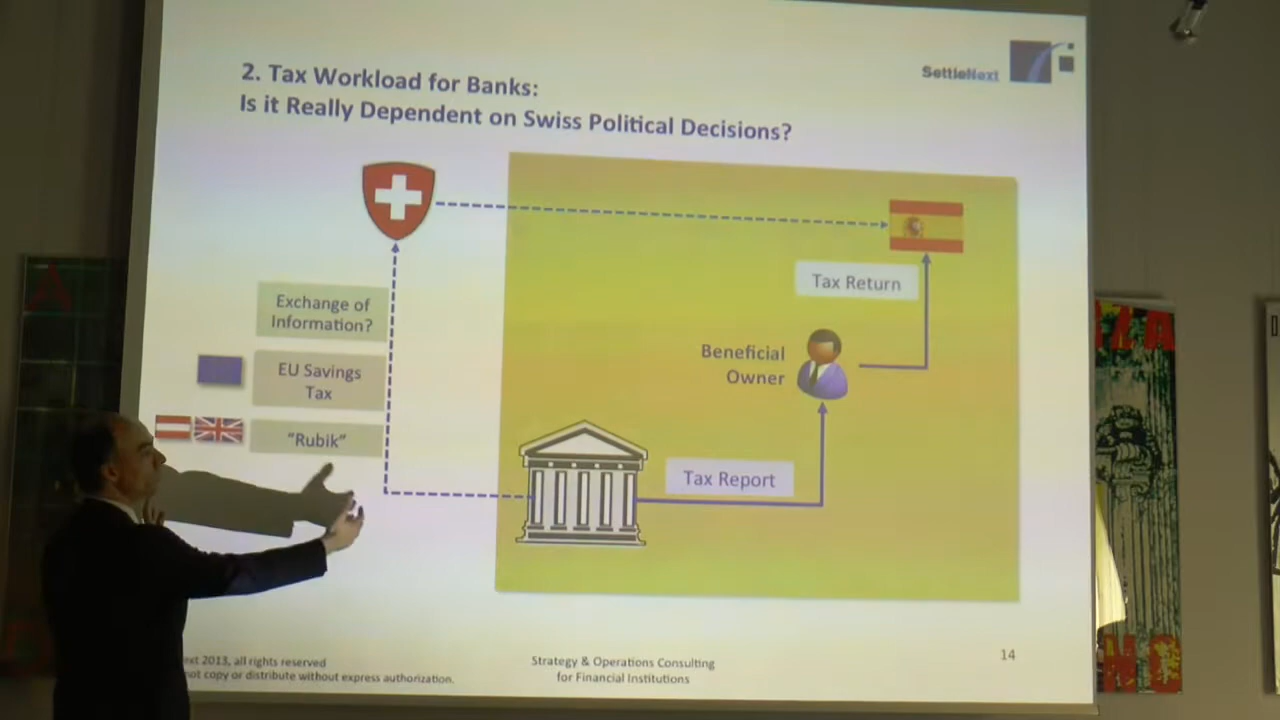 2. Tax Workload for Banks:
Is it Really Dependent on Swiss Political Decisions?
SettleNext
Exchange of
Information?
EU Savings
Tax
"Rubik"
Tax Return
Beneficial
Owner
Tax Report
2013, all rights reserved
copy or distribute without express authorization.
Strategy & Operations Consulting
for Financial Institutions
14